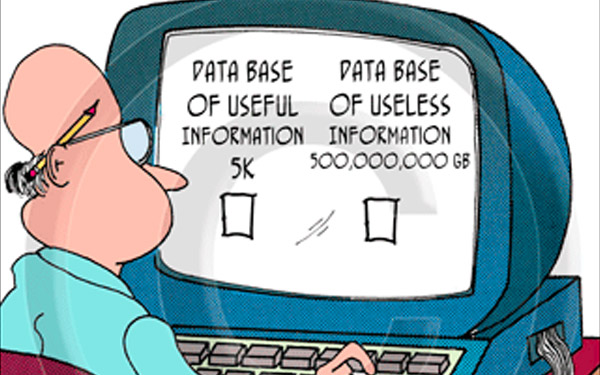 DATA BASE
OF USEFUL
INFORMATION
5K
DATA BASE
OF USELESS
INFORMATION
500,000,000 GB